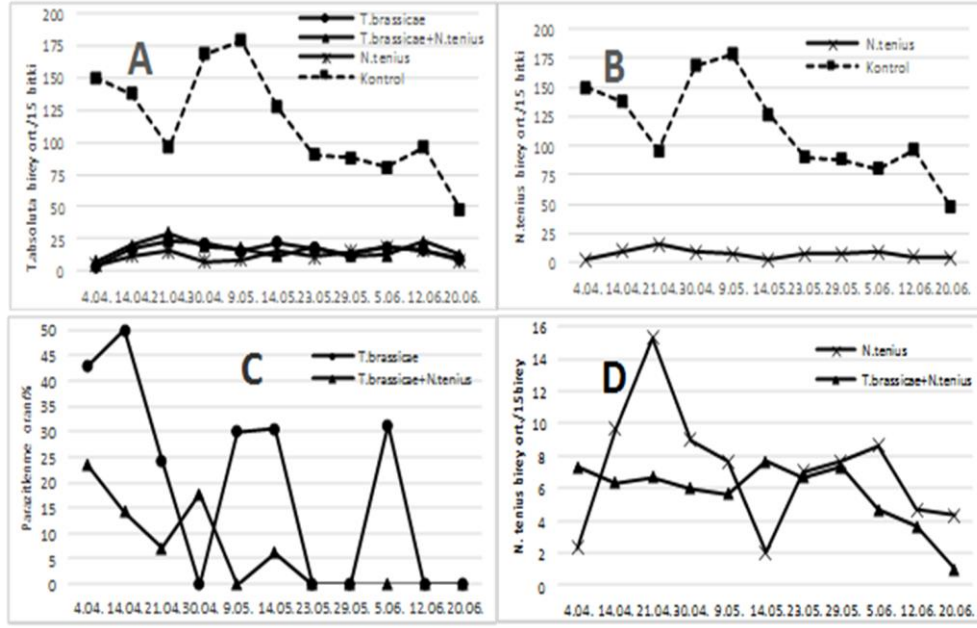 A
T.absoluta birey ort./15 bitki
200
175
150
125
100
75
50
25
0
T.brassicae
T.brassicae+N.tenius
N.tenius
Kontrol
4.04. 14.04.21.04.30.04. 9.05. 14.05.23.05.29.05. 5.06. 12.06.20.06.
B
N.tenius birey ort./15 bitki
200
175
150
125
100
75
50
25
0
N.tenius
Kontrol
4.04. 14.04.21.04.30.04. 9.05. 14.05.23.05.29.05. 5.06. 12.06.20.06.
C
Parazitlenme oranı%
50
45
40
35
30
25
20
15
10
5
0
T.brassicae
T.brassicae+N.tenius
4.04. 14.04.21.04.30.04. 9.05. 14.05.23.05.29.05. 5.06. 12.06.20.06.
D
N. tenius birey ort./15birey
16
14
12
10
8
6
4
2
0
N.tenius
T.brassicae+N.tenius
4.04. 14.04.21.04.30.04. 9.05. 14.05.23.05.29.05. 5.06. 12.06.20.06.